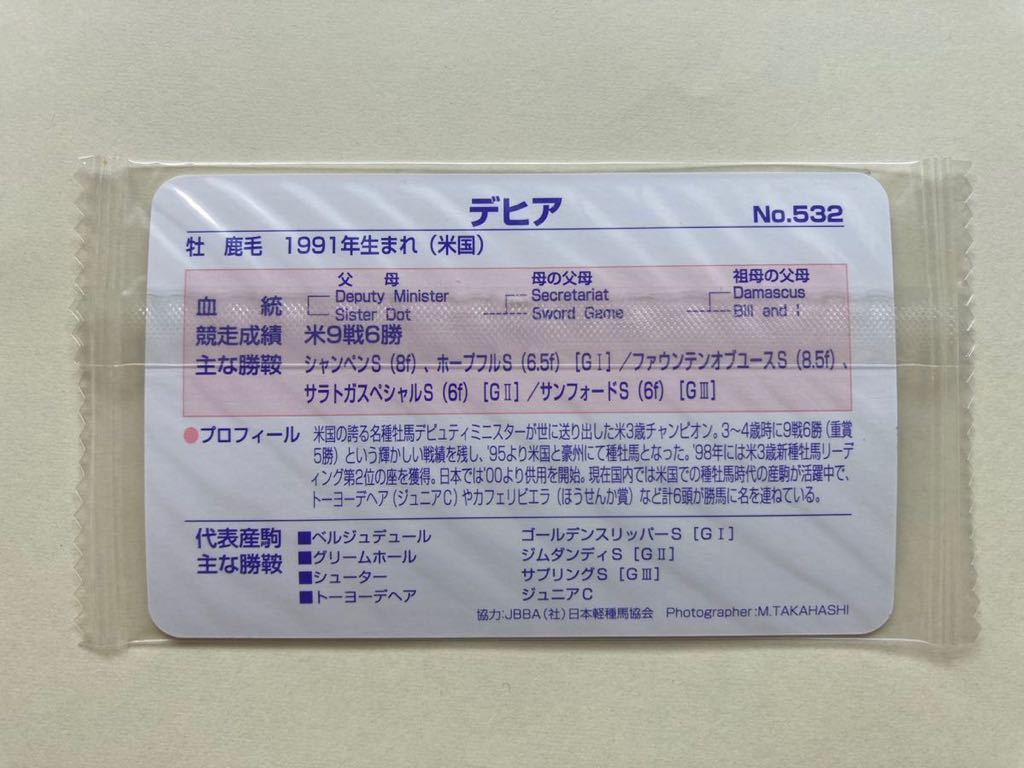 デヒア No.532
牡 鹿毛 1991年生まれ（米国）
父 母 母の父母 祖母の父母
血 統 Deputy Minister Secretariat Damascus
Sister Dot Sword Game Bill and I
競走成績 米9戦6勝
主な勝鞍 シャンペンS（8f）、ホープフルS（6.5f）［GⅠ］/ファウンテンオブユースS（8.5f）、
サラトガスペシャルS（6f）［GⅡ］/サンフォードS（6f）［GⅢ］
●プロフィール 米国の誇る名種牡馬デピュティミニスターが世に送り出した米3歳チャンピオン。3〜4歳時に9戦6勝（重賞
5勝）という輝かしい戦績を残し、'95より米国と豪州にて種牡馬となった。'98年には米3歳新種牡馬リーデ
ィング第2位の座を獲得。日本では'00より供用を開始。現在国内では米国での種牡馬時代の産駒が活躍中で、
トーヨーデヘア（ジュニアC）やカフェリビエラ（ほうせんか賞）など計6頭が勝馬に名を連ねている。
代表産駒 ■ベルジュデュール ゴールデンスリッパーS［GⅠ］
主な勝鞍 ■グリームホール ジムダンディS［GⅡ］
■シューター サプリングS［GⅢ］
■トーヨーデヘア ジュニアC
協力:JBBA（社）日本軽種馬協会 Photographer:M.TAKAHASHI